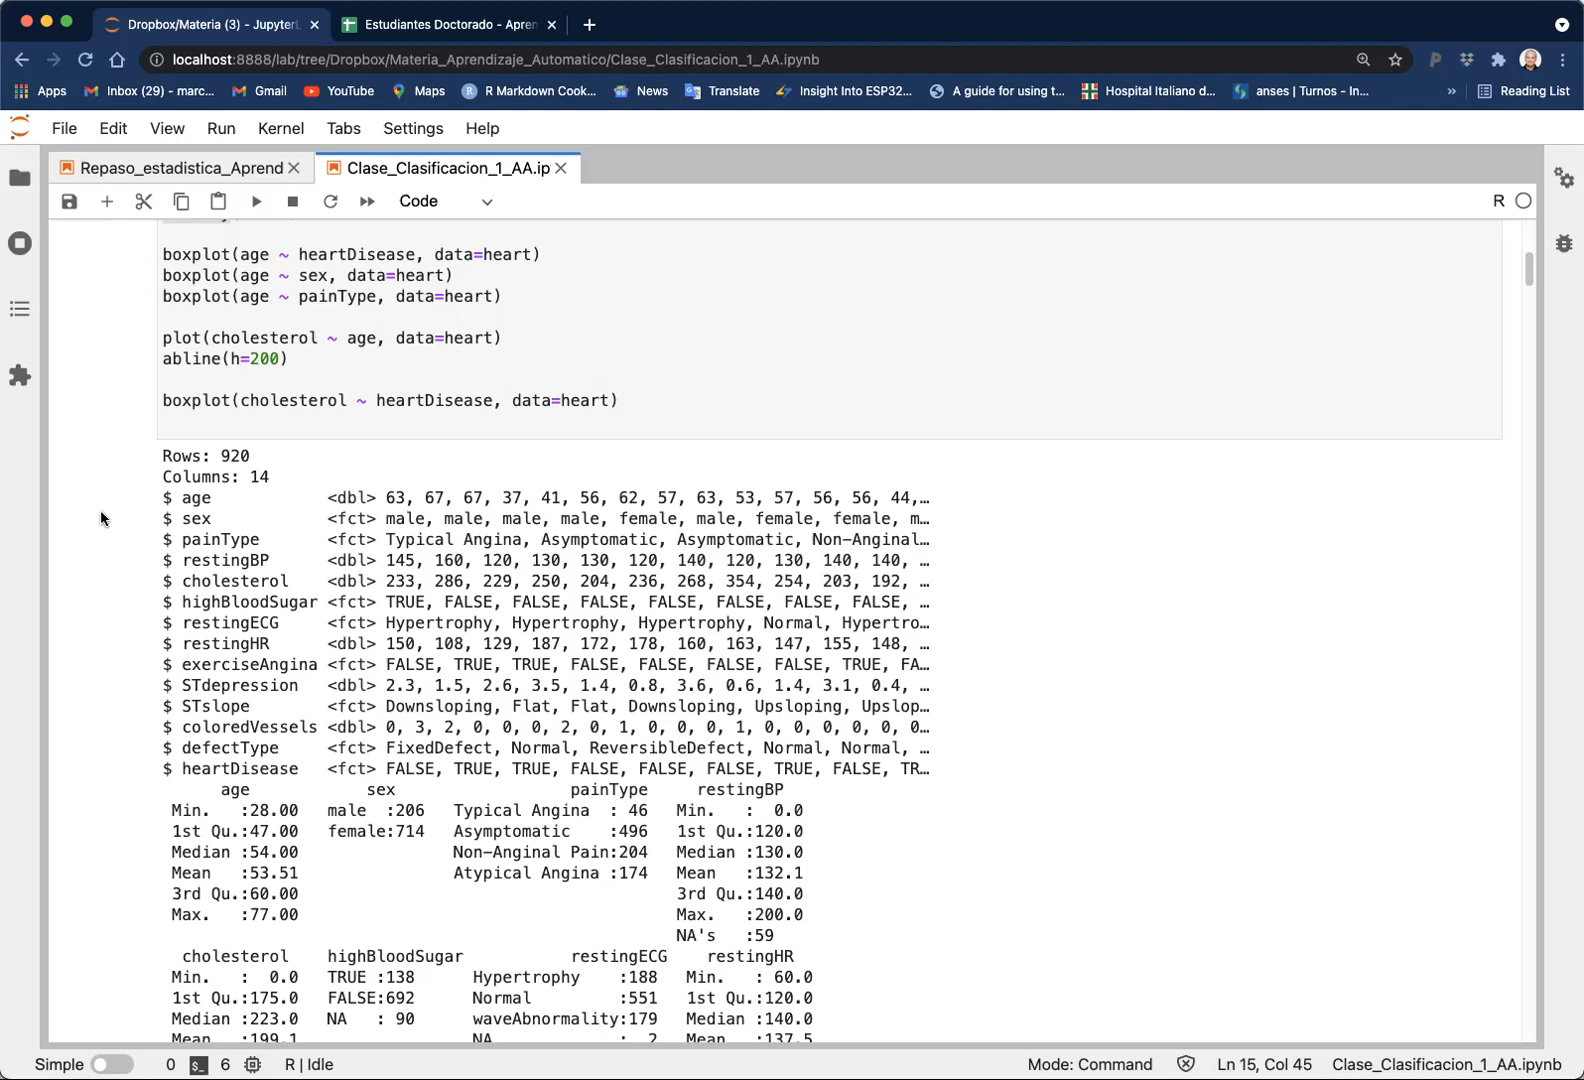 Dropbox/Materia (3) - JupyterL
Estudiantes Doctorado - Apren
localhost:8888/lab/tree/Dropbox/Materia_Aprendizaje_Automatico/Clase_Clasificacion_1_AA.ipynb
Apps
Inbox (29) - marc...
Gmail
YouTube
Maps
R Markdown Cook...
News
Translate
Insight Into ESP32...
A guide for using t...
Hospital Italiano d...
anses | Turnos - In...
»
Reading List
File Edit View Run Kernel Tabs Settings Help
Repaso_estadistica_Aprend
Clase_Clasificacion_1_AA.ip
Code
R
boxplot(age ~ heartDisease, data=heart)
boxplot(age ~ sex, data=heart)
boxplot(age ~ painType, data=heart)
plot(cholesterol ~ age, data=heart)
abline(h=200)
boxplot(cholesterol ~ heartDisease, data=heart)
Rows: 920
Columns: 14
$ age <dbl> 63, 67, 67, 37, 41, 56, 62, 57, 63, 53, 57, 56, 56, 44,…
$ sex <fct> male, male, male, male, female, male, female, female, m…
$ painType <fct> Typical Angina, Asymptomatic, Asymptomatic, Non-Anginal…
$ restingBP <dbl> 145, 160, 120, 130, 130, 120, 140, 120, 130, 140, 140, …
$ cholesterol <dbl> 233, 286, 229, 250, 204, 236, 268, 354, 254, 203, 192, …
$ highBloodSugar <fct> TRUE, FALSE, FALSE, FALSE, FALSE, FALSE, FALSE, FALSE, …
$ restingECG <fct> Hypertrophy, Hypertrophy, Hypertrophy, Normal, Hypertro…
$ restingHR <dbl> 150, 108, 129, 187, 172, 178, 160, 163, 147, 155, 148, …
$ exerciseAngina <fct> FALSE, TRUE, TRUE, FALSE, FALSE, FALSE, FALSE, TRUE, FA…
$ STdepression <dbl> 2.3, 1.5, 2.6, 3.5, 1.4, 0.8, 3.6, 0.6, 1.4, 3.1, 0.4, …
$ STslope <fct> Downsloping, Flat, Flat, Downsloping, Upsloping, Upslop…
$ coloredVessels <dbl> 0, 3, 2, 0, 0, 0, 2, 0, 1, 0, 0, 0, 1, 0, 0, 0, 0, 0, 0…
$ defectType <fct> FixedDefect, Normal, ReversibleDefect, Normal, Normal, …
$ heartDisease <fct> FALSE, TRUE, TRUE, FALSE, FALSE, FALSE, TRUE, FALSE, TR…
age sex painType restingBP
Min. :28.00 male :206 Typical Angina : 46 Min. : 0.0
1st Qu.:47.00 female:714 Asymptomatic :496 1st Qu.:120.0
Median :54.00 Non-Anginal Pain:204 Median :130.0
Mean :53.51 Atypical Angina :174 Mean :132.1
3rd Qu.:60.00 3rd Qu.:140.0
Max. :77.00 Max. :200.0
NA's :59
cholesterol highBloodSugar restingECG restingHR
Min. : 0.0 TRUE :138 Hypertrophy :188 Min. : 60.0
1st Qu.:175.0 FALSE:692 Normal :551 1st Qu.:120.0
Median :223.0 NA : 90 waveAbnormality:179 Median :140.0
Mean :199.1 NA : 2 Mean :137.5
Simple 0 6 R | Idle Mode: Command Ln 15, Col 45 Clase_Clasificacion_1_AA.ipynb